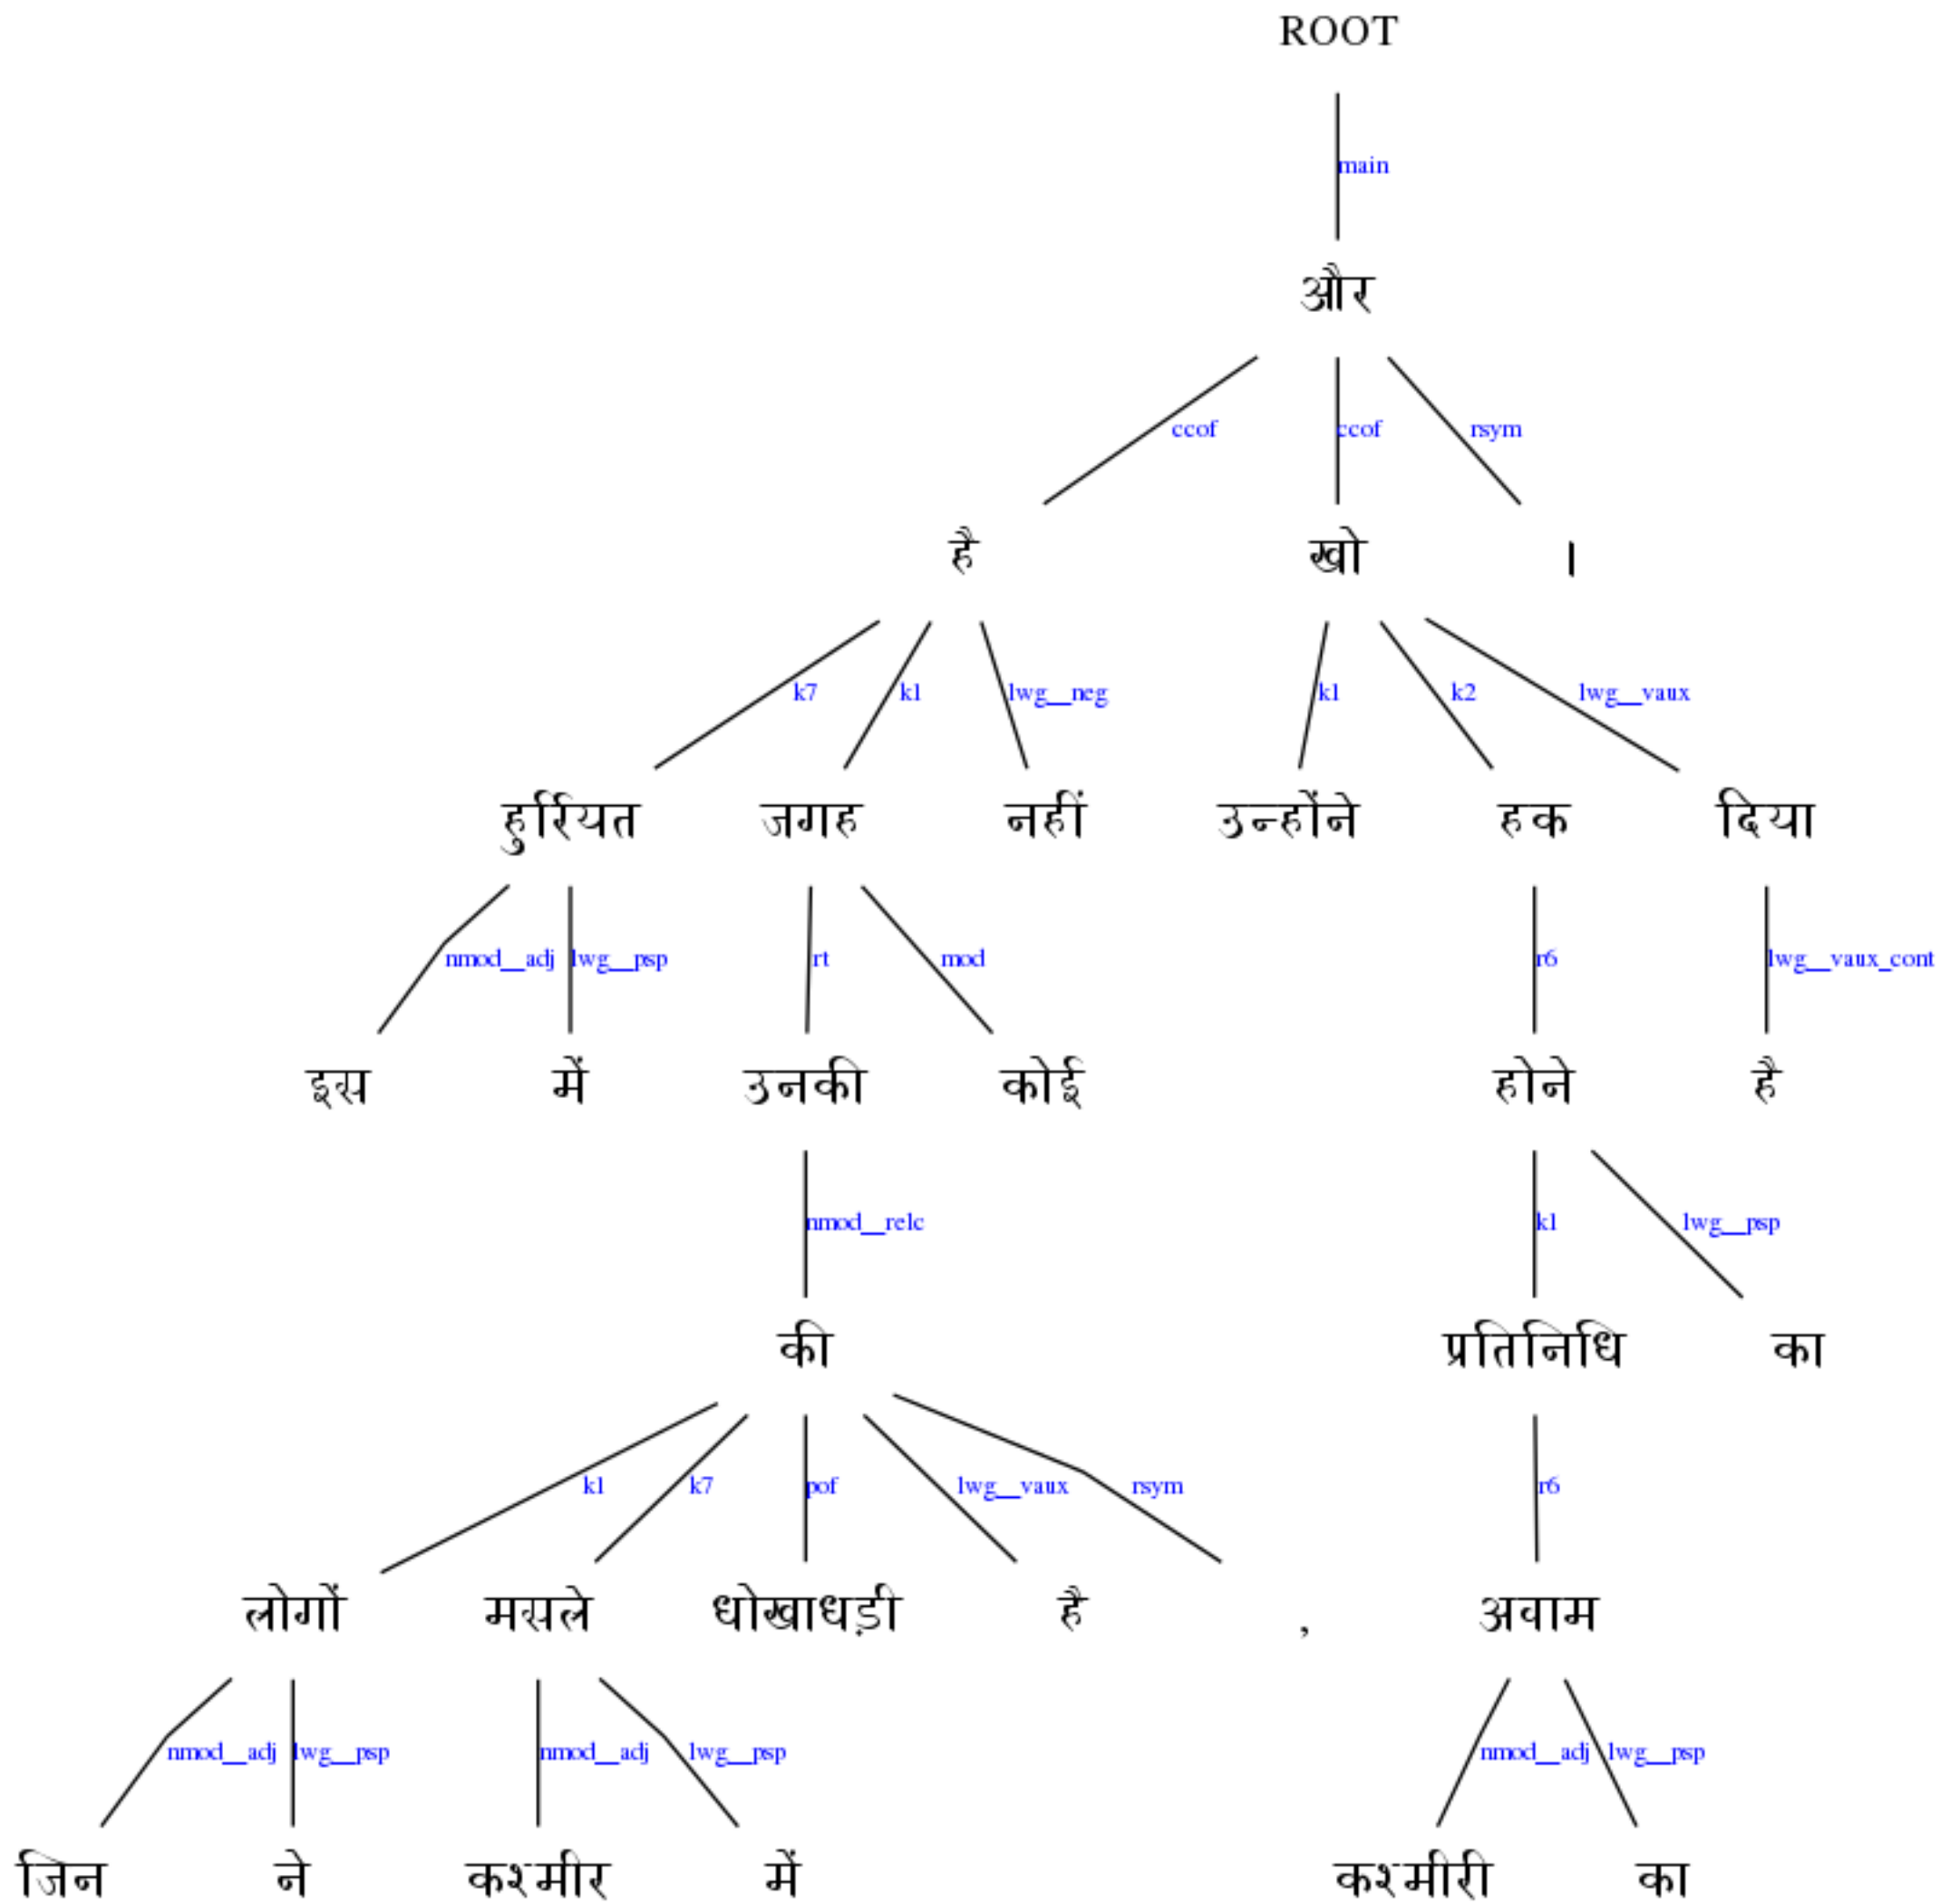 ROOT
main
और
ccof ccof rsym
है खो ।
k7 k1 lwg__neg k1 k2 lwg__vaux
हुर्रियत जगह नहीं उन्होंने हक दिया
nmod__adj lwg__psp rt mod r6 lwg__vaux_cont
इस में उनकी कोई होने है
nmod__relc k1 lwg__psp
की प्रतिनिधि का
k1 k7 pof lwg__vaux rsym r6
लोगों मसले धोखाधड़ी है , अवाम
nmod__adj lwg__psp nmod__adj lwg__psp nmod__adj lwg__psp
जिन ने कश्मीर में कश्मीरी का